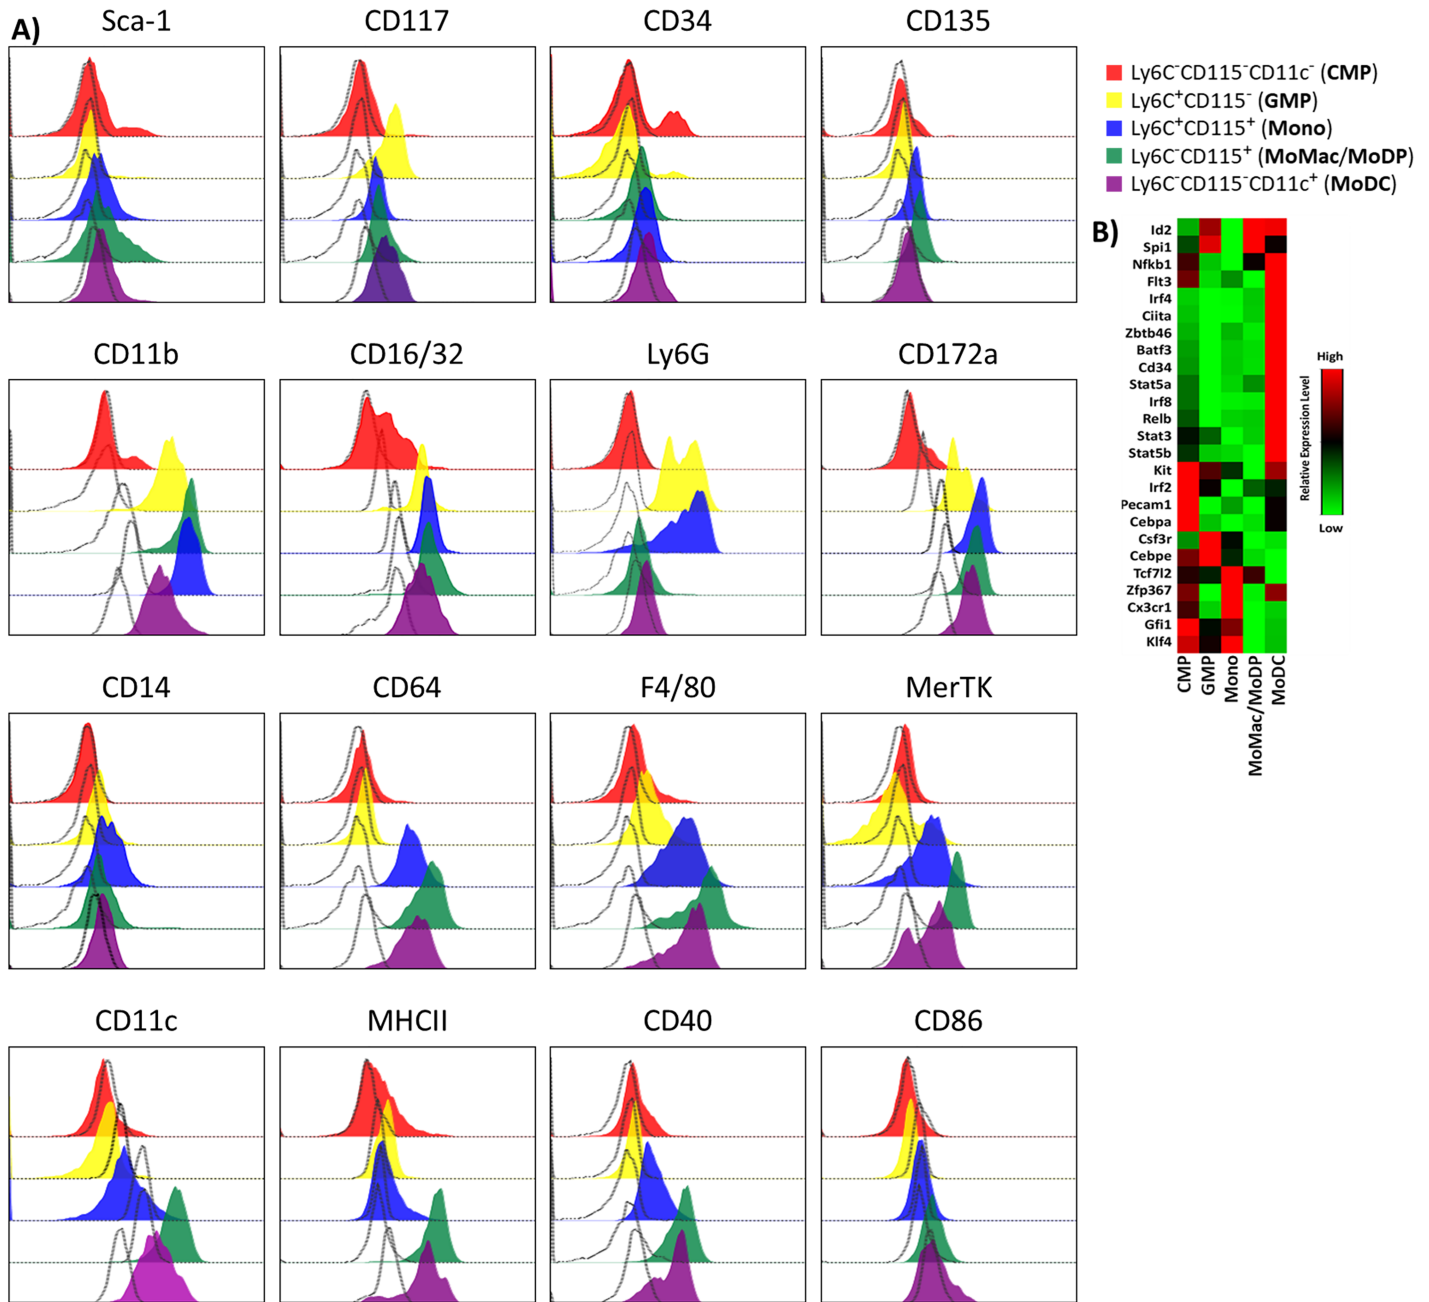 A)
Sca-1 CD117 CD34 CD135
Ly6C⁻CD115⁻CD11c⁻ (CMP)
Ly6C⁺CD115⁻ (GMP)
Ly6C⁺CD115⁺ (Mono)
Ly6C⁻CD115⁺ (MoMac/MoDP)
Ly6C⁻CD115⁻CD11c⁺ (MoDC)
CD11b CD16/32 Ly6G CD172a
CD14 CD64 F4/80 MerTK
CD11c MHCII CD40 CD86
B)
Id2
Spi1
Nfkb1
Flt3
Irf4
Ciita
Zbtb46
Batf3
Cd34
Stat5a
Irf8
Relb
Stat3
Stat5b
Kit
Irf2
Pecam1
Cebpa
Csf3r
Cebpe
Tcf7l2
Zfp367
Cx3cr1
Gfi1
Klf4
CMP
GMP
Mono
MoMac/MoDP
MoDC
High
Relative Expression Level
Low